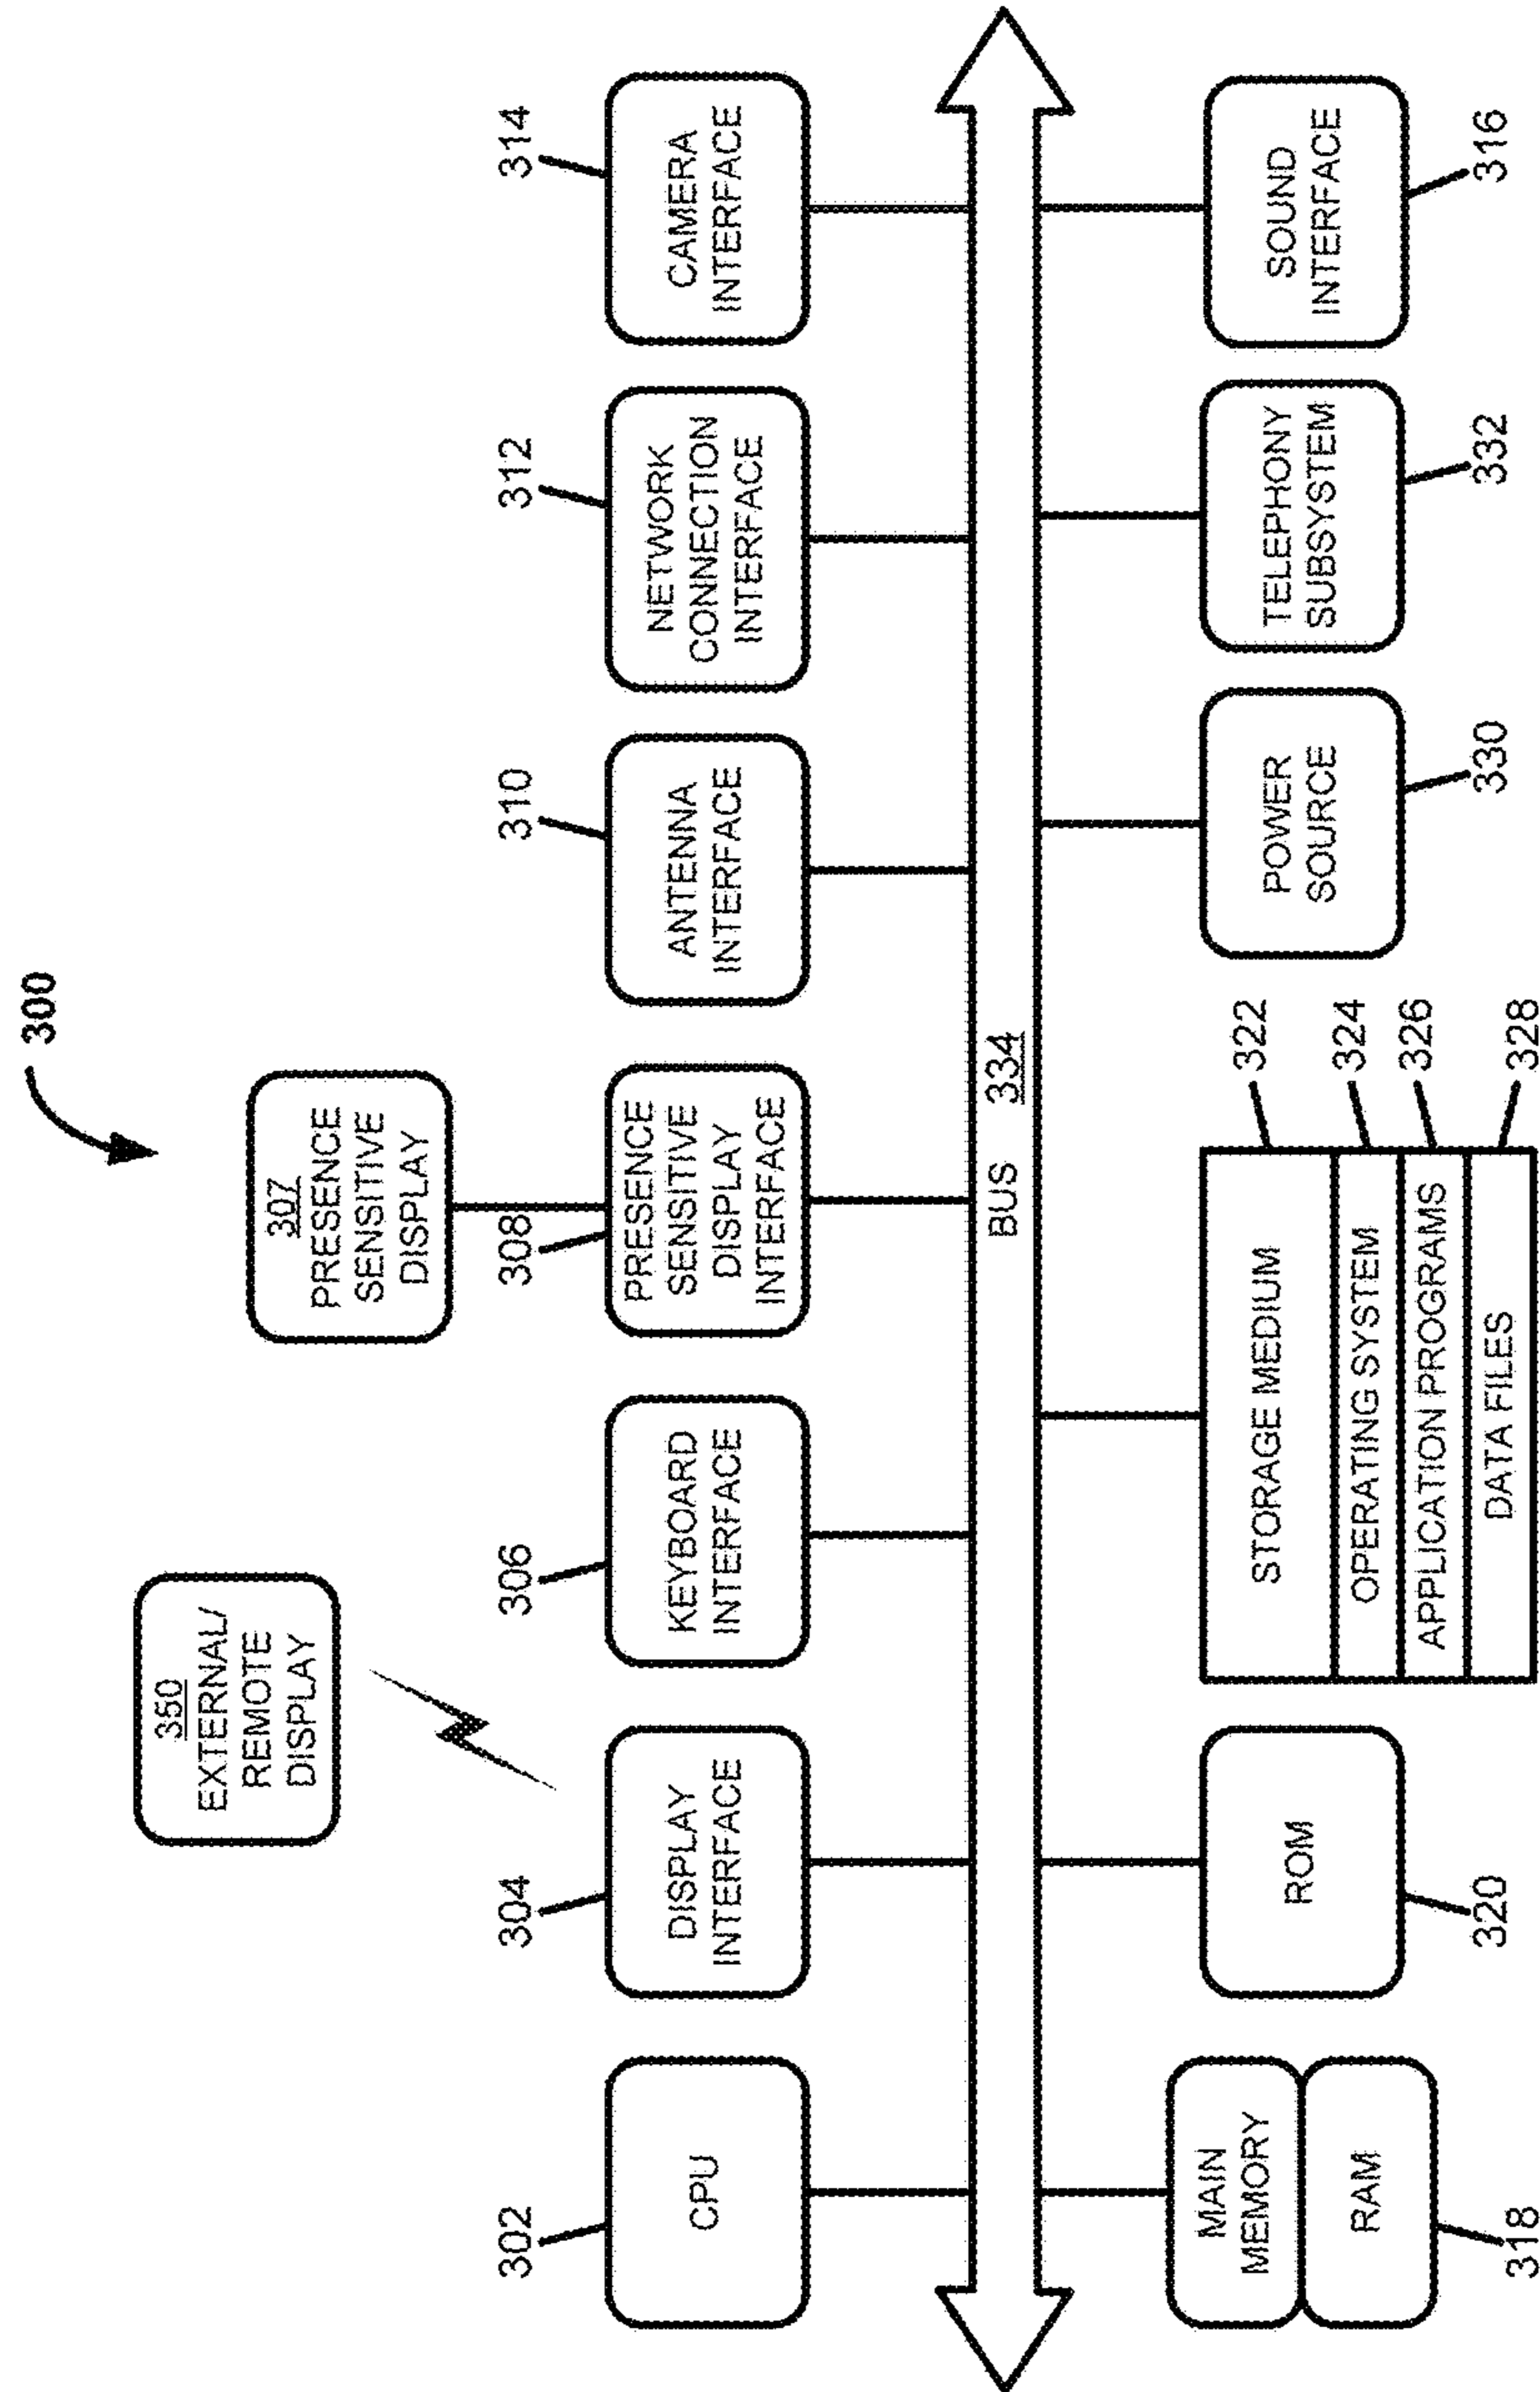 300
307
PRESENCE
SENSITIVE
DISPLAY
350
EXTERNAL/
REMOTE
DISPLAY
302
CPU
304
DISPLAY
INTERFACE
306
KEYBOARD
INTERFACE
308
PRESENCE
SENSITIVE
DISPLAY
INTERFACE
310
ANTENNA
INTERFACE
312
NETWORK
CONNECTION
INTERFACE
314
CAMERA
INTERFACE
BUS 334
MAIN
MEMORY
RAM
318
ROM
320
STORAGE MEDIUM
322
OPERATING SYSTEM
324
APPLICATION PROGRAMS
326
DATA FILES
328
POWER
SOURCE
330
TELEPHONY
SUBSYSTEM
332
SOUND
INTERFACE
316